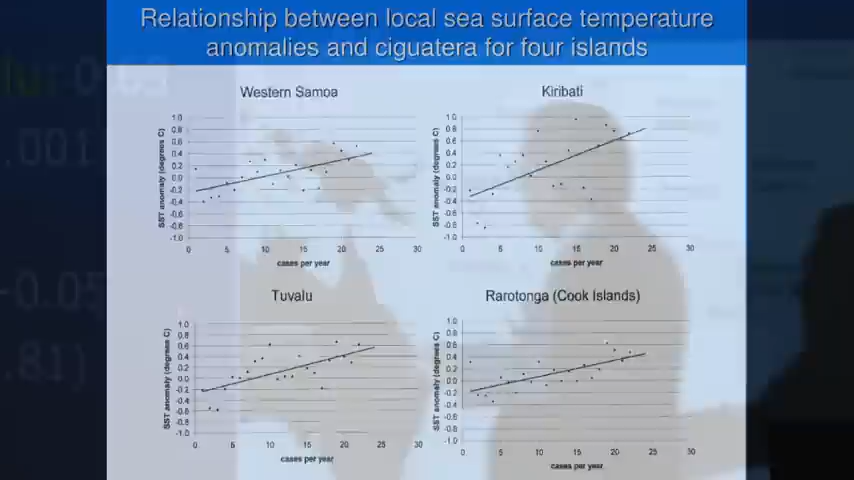 Relationship between local sea surface temperature
anomalies and ciguatera for four islands
Western Samoa
SST anomaly (degrees C)
1.0
0.8
0.6
0.4
0.2
0.0
-0.2
-0.4
-0.6
-0.8
-1.0
0 5 10 15 20 25 30
cases per year
Kiribati
SST anomaly (degrees C)
1.0
0.8
0.6
0.4
0.2
0.0
-0.2
-0.4
-0.6
-0.8
-1.0
0 5 10 15 20 25 30
cases per year
Tuvalu
SST anomaly (degrees C)
1.0
0.8
0.6
0.4
0.2
0.0
-0.2
-0.4
-0.6
-0.8
-1.0
0 5 10 15 20 25 30
cases per year
Rarotonga (Cook Islands)
SST anomaly (degrees C)
1.0
0.8
0.6
0.4
0.2
0.0
-0.2
-0.4
-0.6
-0.8
-1.0
0 5 10 15 20 25 30
cases per year